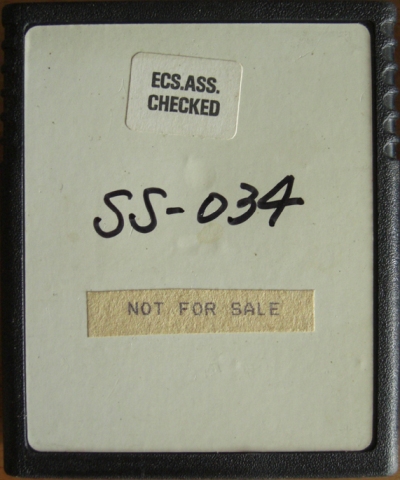 ECS.ASS.
CHECKED
SS-034
NOT FOR SALE